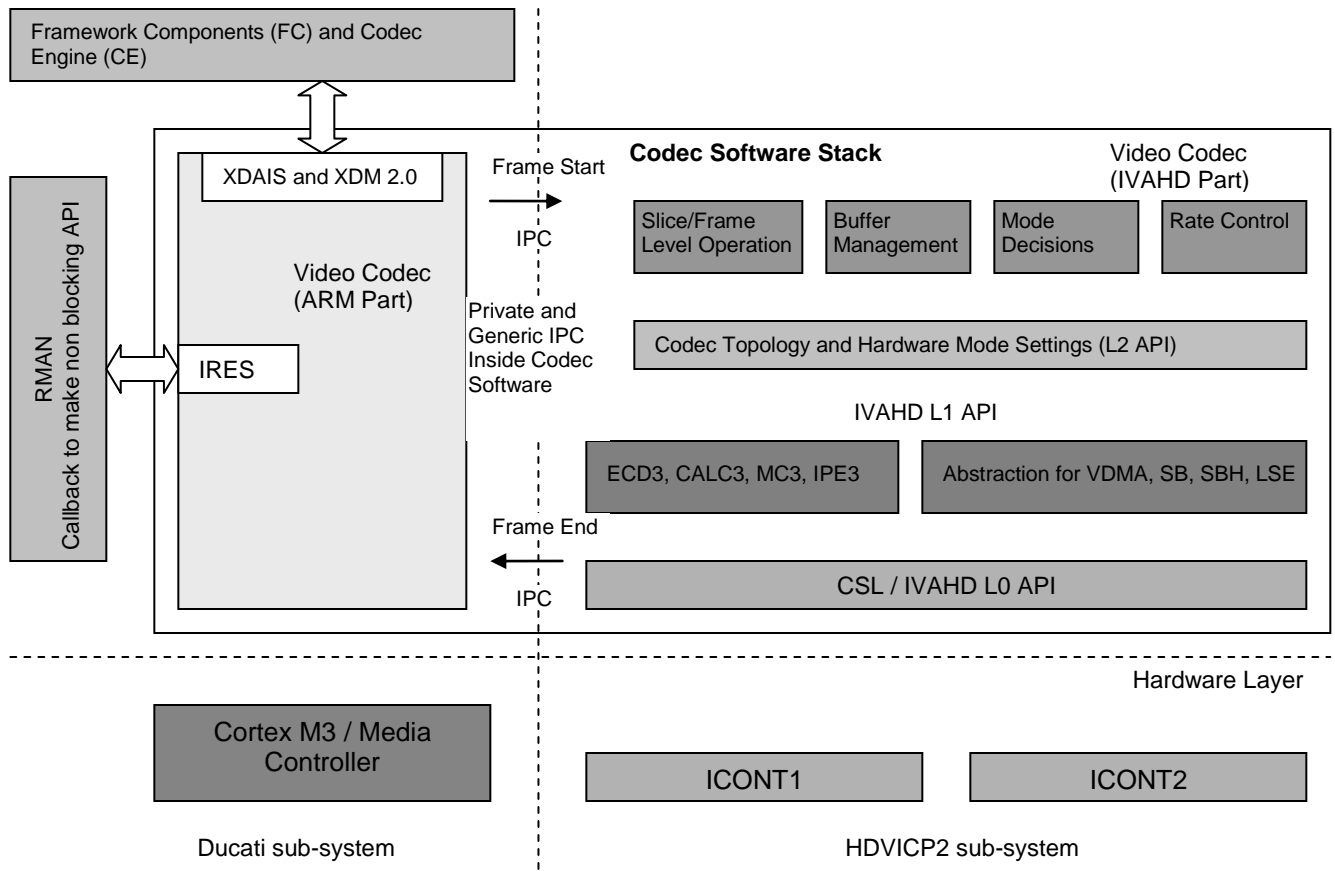 Framework Components (FC) and Codec
Engine (CE)
XDAIS and XDM 2.0
Frame Start
IPC
Codec Software Stack
Video Codec
(IVAHD Part)
RMAN
Callback to make non blocking API
Video Codec
(ARM Part)
IRES
Private and
Generic IPC
Inside Codec
Software
Slice/Frame
Level Operation
Buffer
Management
Mode
Decisions
Rate Control
Codec Topology and Hardware Mode Settings (L2 API)
IVAHD L1 API
ECD3, CALC3, MC3, IPE3
Abstraction for VDMA, SB, SBH, LSE
Frame End
IPC
CSL / IVAHD L0 API
Hardware Layer
Cortex M3 / Media
Controller
ICONT1
ICONT2
Ducati sub-system
HDVICP2 sub-system